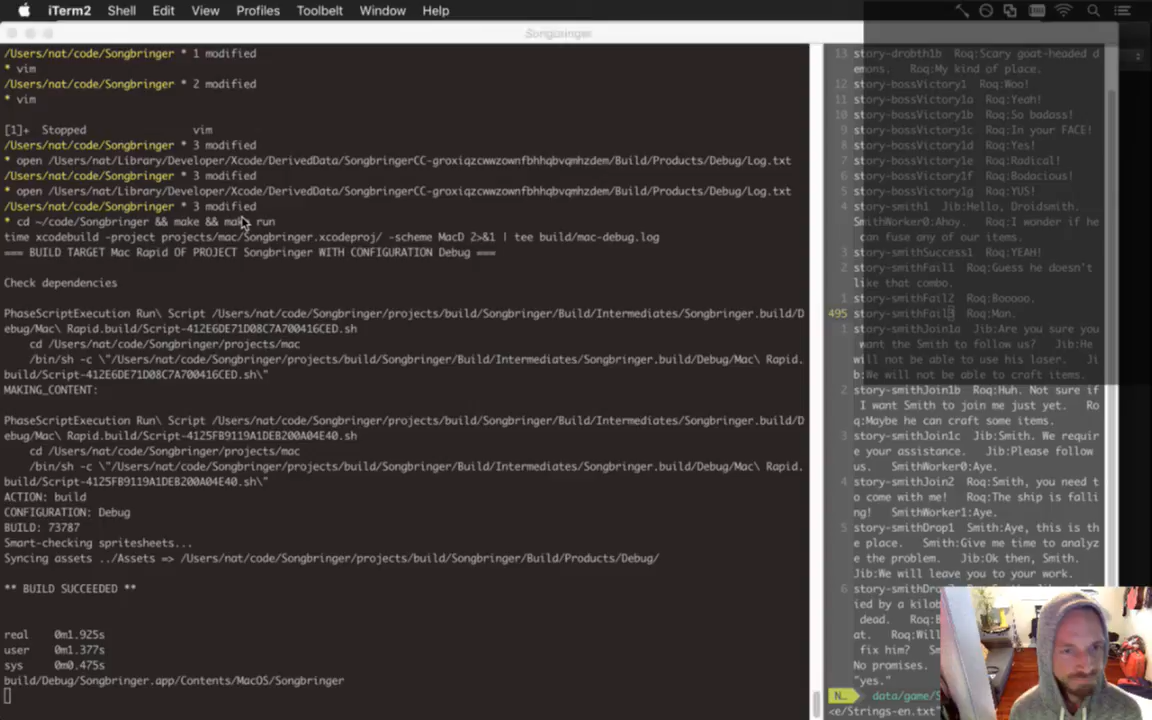 iTerm2 Shell Edit View Profiles Toolbelt Window Help
Songbringer
/Users/nat/code/Songbringer * 1 modified
* vim
/Users/nat/code/Songbringer * 2 modified
* vim
[1]+ Stopped vim
/Users/nat/code/Songbringer * 3 modified
* open /Users/nat/Library/Developer/Xcode/DerivedData/SongbringerCC-groxiqzcwwzownfbhhqbvqmhzdem/Build/Products/Debug/Log.txt
/Users/nat/code/Songbringer * 3 modified
* open /Users/nat/Library/Developer/Xcode/DerivedData/SongbringerCC-groxiqzcwwzownfbhhqbvqmhzdem/Build/Products/Debug/Log.txt
/Users/nat/code/Songbringer * 3 modified
* cd ~/code/Songbringer && make && make run
time xcodebuild -project projects/mac/Songbringer.xcodeproj/ -scheme MacD 2>&1 | tee build/mac-debug.log
=== BUILD TARGET Mac Rapid OF PROJECT Songbringer WITH CONFIGURATION Debug ===
Check dependencies
PhaseScriptExecution Run\ Script /Users/nat/code/Songbringer/projects/build/Songbringer/Build/Intermediates/Songbringer.build/D
ebug/Mac\ Rapid.build/Script-412E6DE71D08C7A700416CED.sh
cd /Users/nat/code/Songbringer/projects/mac
/bin/sh -c \"/Users/nat/code/Songbringer/projects/build/Songbringer/Build/Intermediates/Songbringer.build/Debug/Mac\ Rapid.
build/Script-412E6DE71D08C7A700416CED.sh\"
MAKING_CONTENT:
PhaseScriptExecution Run\ Script /Users/nat/code/Songbringer/projects/build/Songbringer/Build/Intermediates/Songbringer.build/D
ebug/Mac\ Rapid.build/Script-4125FB9119A1DEB200A04E40.sh
cd /Users/nat/code/Songbringer/projects/mac
/bin/sh -c \"/Users/nat/code/Songbringer/projects/build/Songbringer/Build/Intermediates/Songbringer.build/Debug/Mac\ Rapid.
build/Script-4125FB9119A1DEB200A04E40.sh\"
ACTION: build
CONFIGURATION: Debug
BUILD: 73787
Smart-checking spritesheets...
Syncing assets ../Assets => /Users/nat/code/Songbringer/projects/build/Songbringer/Build/Products/Debug/
** BUILD SUCCEEDED **
real 0m1.925s
user 0m1.377s
sys 0m0.475s
build/Debug/Songbringer.app/Contents/MacOS/Songbringer
13 story-drobth1b Roq:Scary goat-headed d
emons. Roq:My kind of place.
12 story-bossVictory1 Roq:Woo!
11 story-bossVictory1a Roq:Yeah!
10 story-bossVictory1b Roq:So badass!
9 story-bossVictory1c Roq:In your FACE!
8 story-bossVictory1d Roq:Yes!
7 story-bossVictory1e Roq:Radical!
6 story-bossVictory1f Roq:Bodacious!
5 story-bossVictory1g Roq:YUS!
4 story-smith1 Jib:Hello, Droidsmith.
SmithWorker0:Ahoy. Roq:I wonder if he
can fuse any of our items.
3 story-smithSuccess1 Roq:YEAH!
2 story-smithFail1 Roq:Guess he doesn't
like that combo.
1 story-smithFail2 Roq:Booooo.
495 story-smithFail3 Roq:Man.
1 story-smithJoin1a Jib:Are you sure you
want the Smith to follow us? Jib:He
will not be able to use his laser. Ji
b:We will not be able to craft items.
2 story-smithJoin1b Roq:Huh. Not sure if
I want Smith to join me just yet. Ro
q:Maybe he can craft some items.
3 story-smithJoin1c Jib:Smith. We requir
e your assistance. Jib:Please follow
us. SmithWorker0:Aye.
4 story-smithJoin2 Roq:Smith, you need t
o come with me! Roq:The ship is falli
ng! SmithWorker1:Aye.
5 story-smithDrop1 Smith:Aye, this is th
e place. Smith:Give me time to analyz
e the problem. Jib:Ok then, Smith.
Jib:We will leave you to your work.
6 story-smithDro
ied by a kilob
dead.
at. Roq:Will
fix him?
No promises.
"yes."
N… data/game/S
<e/Strings-en.txt"